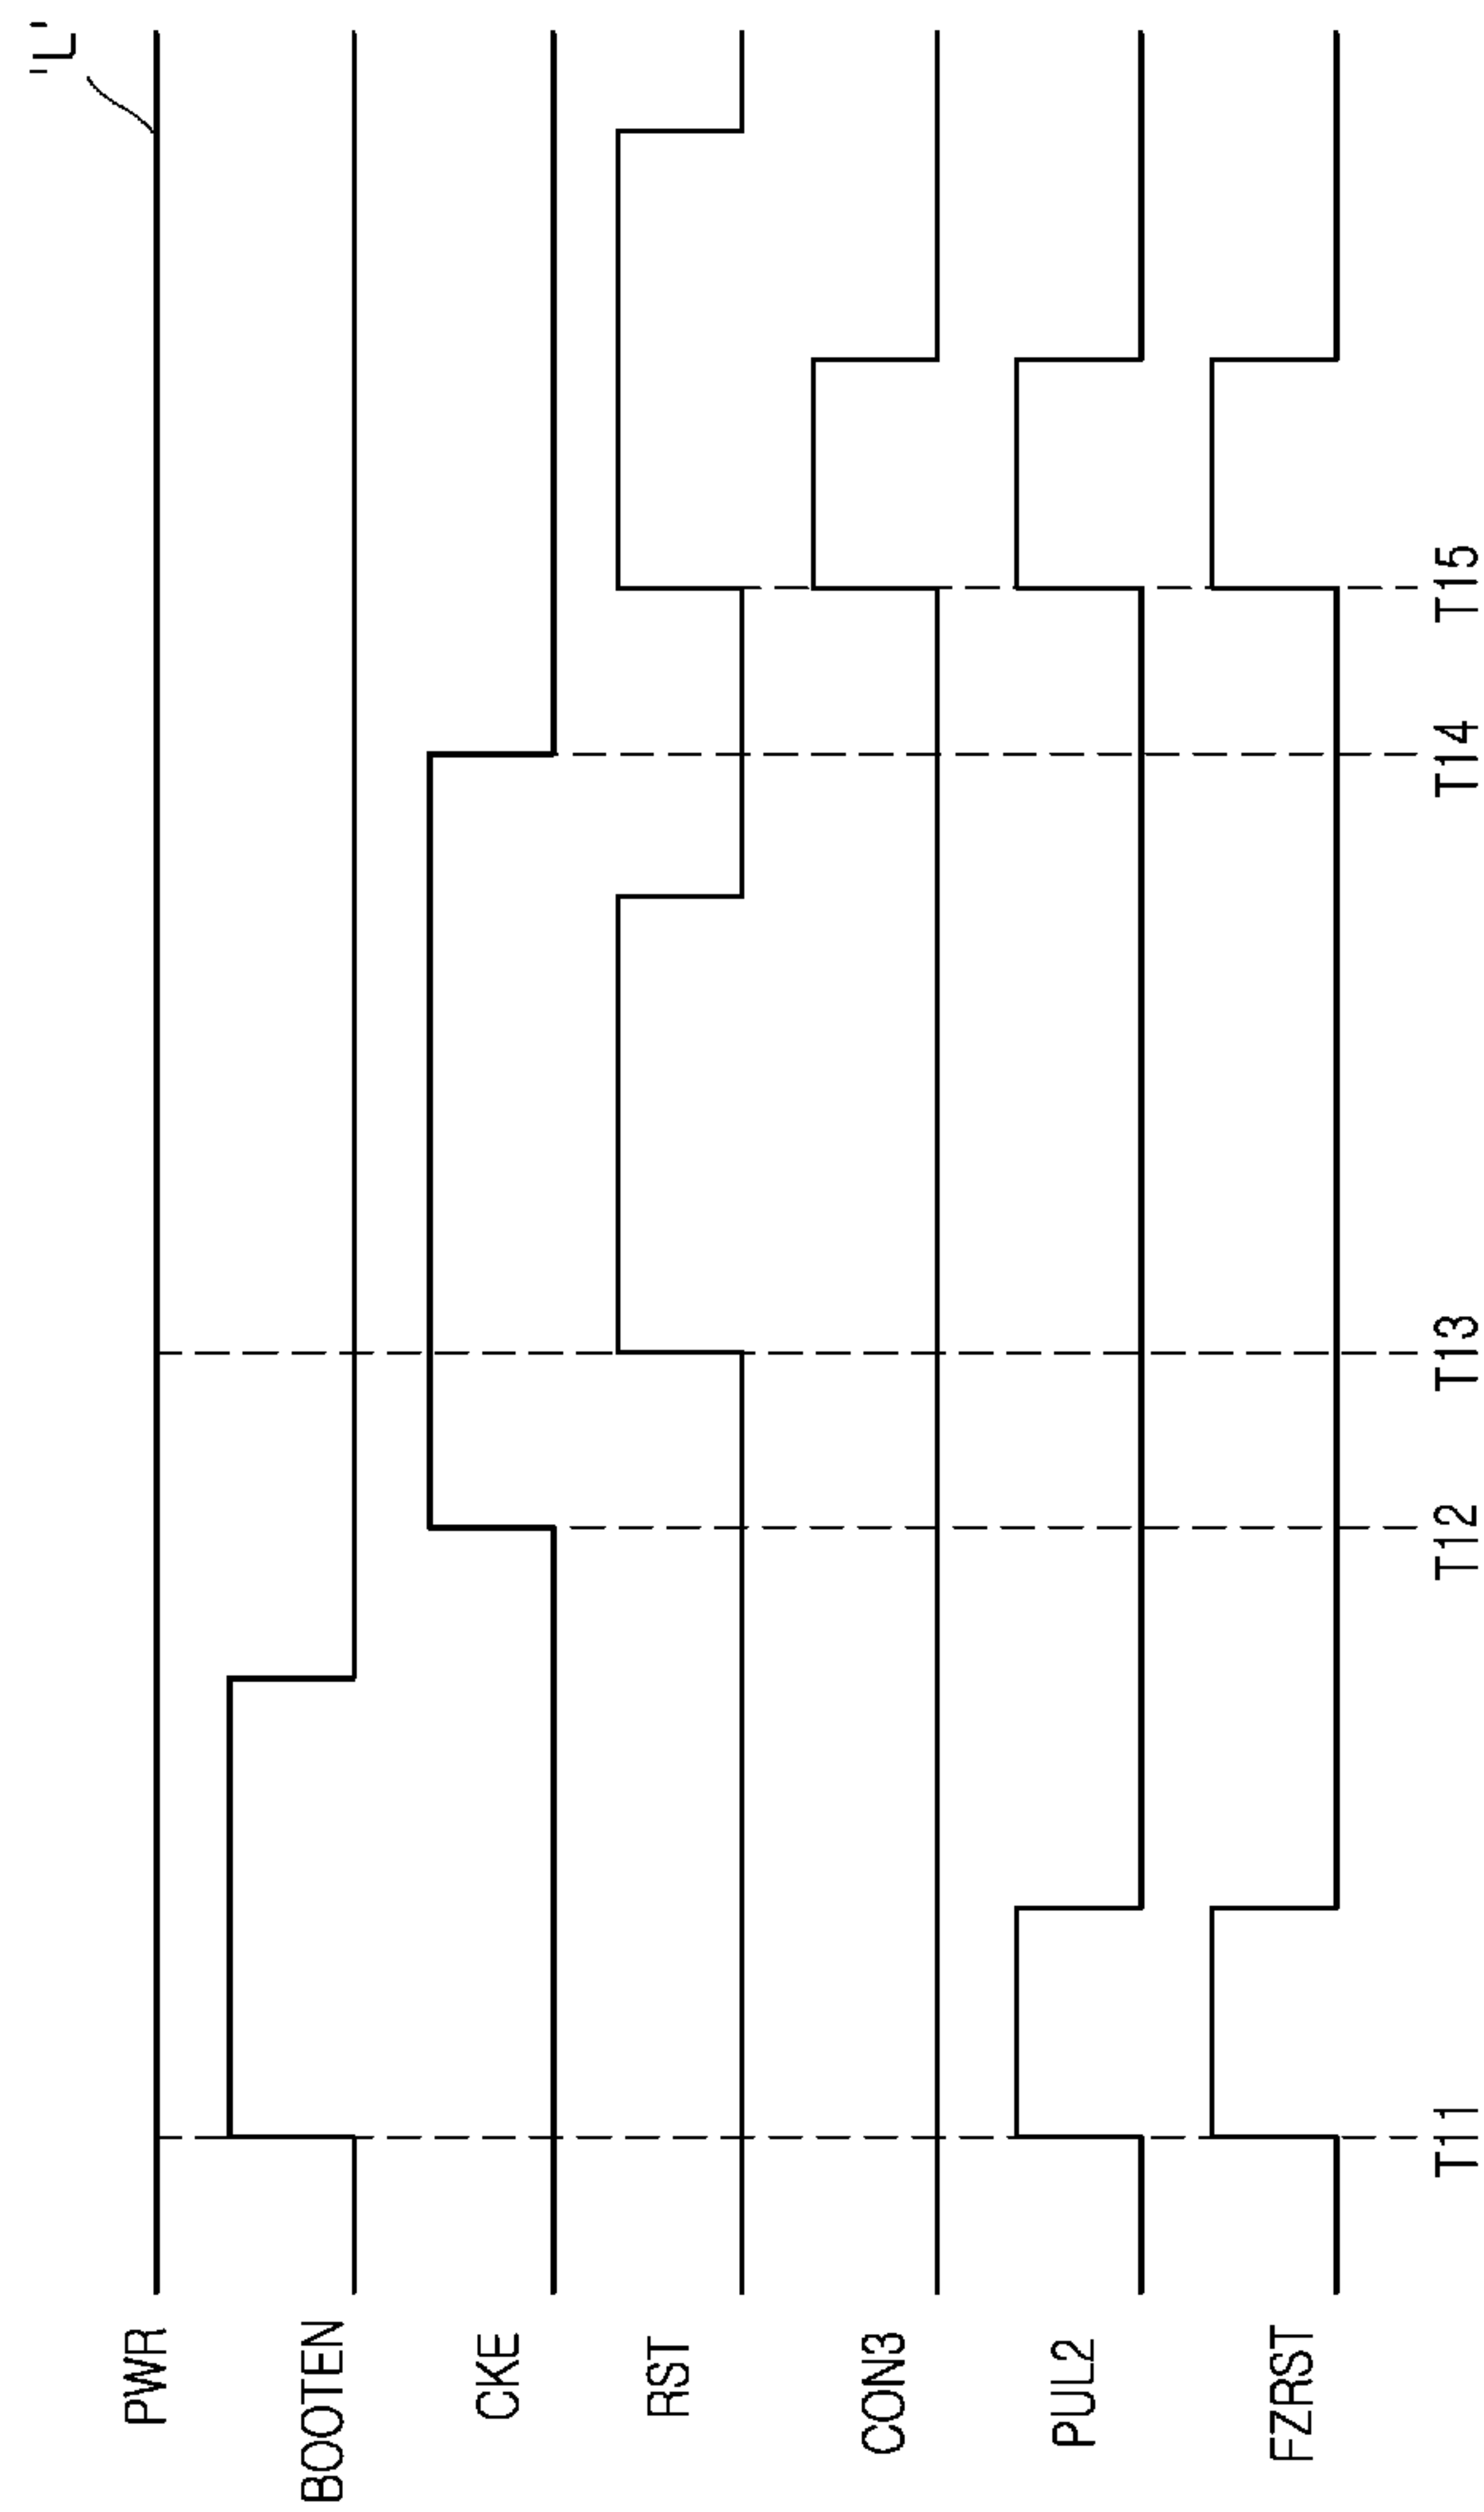 "L"
PWR
BOOTEN
CKE
RST
CON3
PUL2
FZRST
T11 T12 T13 T14 T15